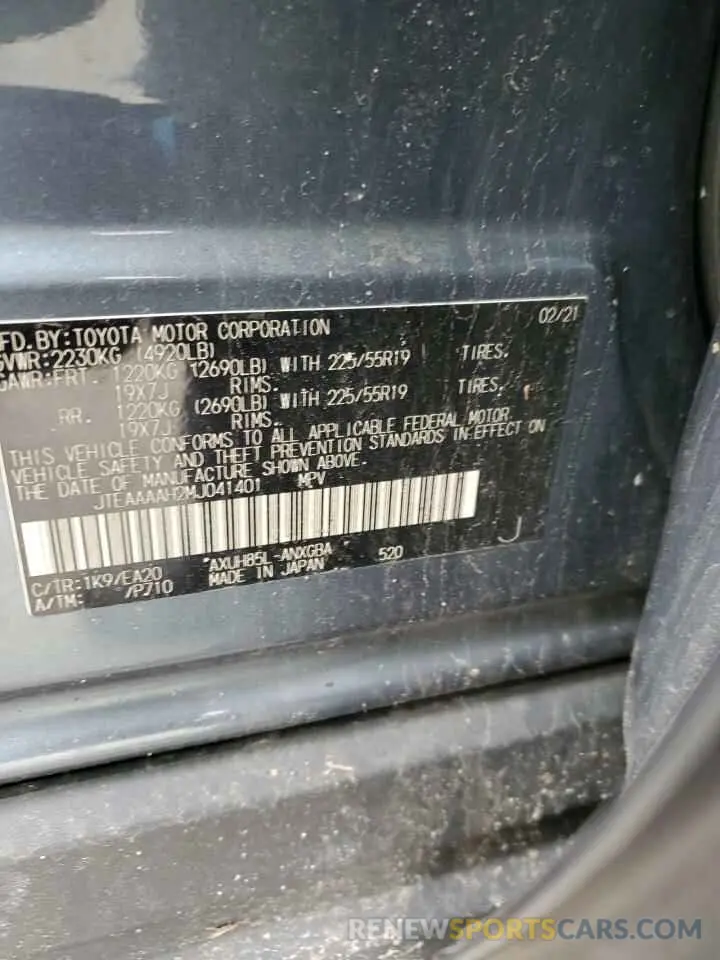 MFD. BY: TOYOTA MOTOR CORPORATION 02/21
GVWR: 2230KG (4920LB)
GAWR: FRT. 1220KG (2690LB) WITH 225/55R19 TIRES.
19X7J RIMS.
RR. 1220KG (2690LB) WITH 225/55R19 TIRES.
19X7J RIMS.
THIS VEHICLE CONFORMS TO ALL APPLICABLE FEDERAL MOTOR
VEHICLE SAFETY AND THEFT PREVENTION STANDARDS IN EFFECT ON
THE DATE OF MANUFACTURE SHOWN ABOVE.
JTEAAAAH2MJ041401 MPV
J
C/TR: 1K9/EA20 *AXUH85L-ANXGBA 520
A/TM: /P710 MADE IN JAPAN
RENEWSPORTSCARS.COM